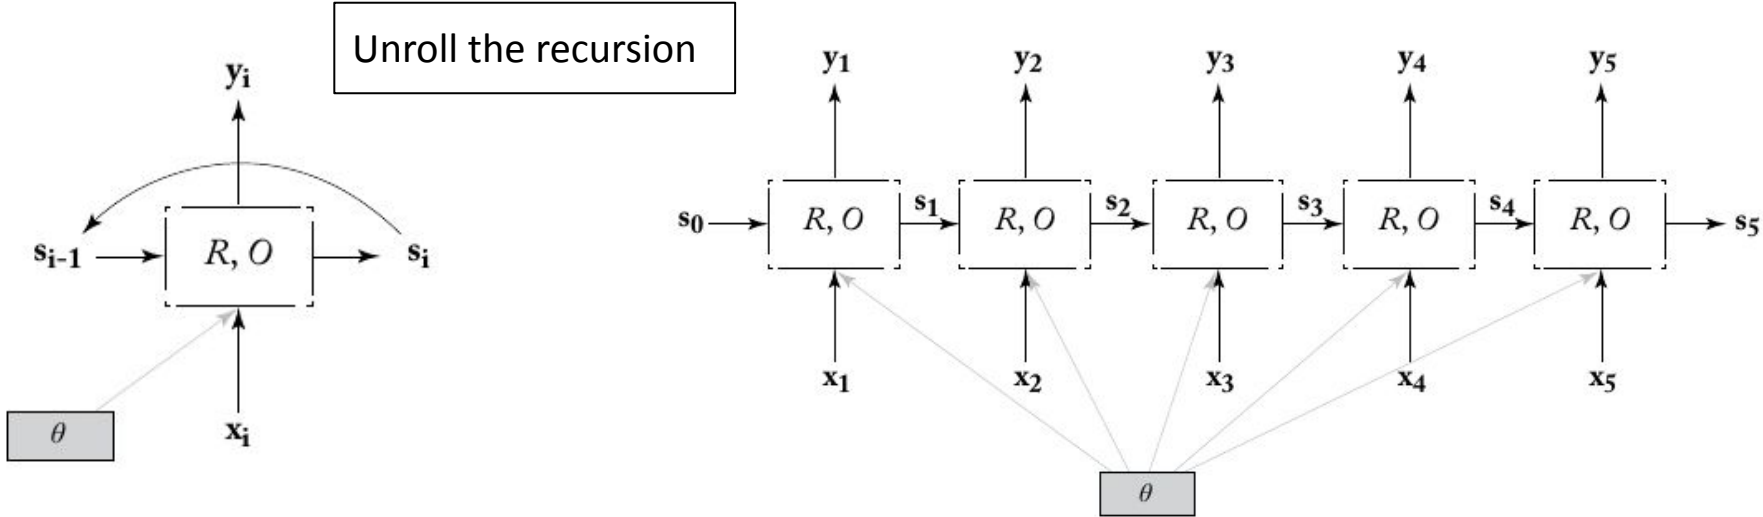 Unroll the recursion
yᵢ
sᵢ₋₁
R, O
sᵢ
θ
xᵢ
y₁ y₂ y₃ y₄ y₅
s₀ R, O s₁ R, O s₂ R, O s₃ R, O s₄ R, O s₅
x₁ x₂ x₃ x₄ x₅
θ